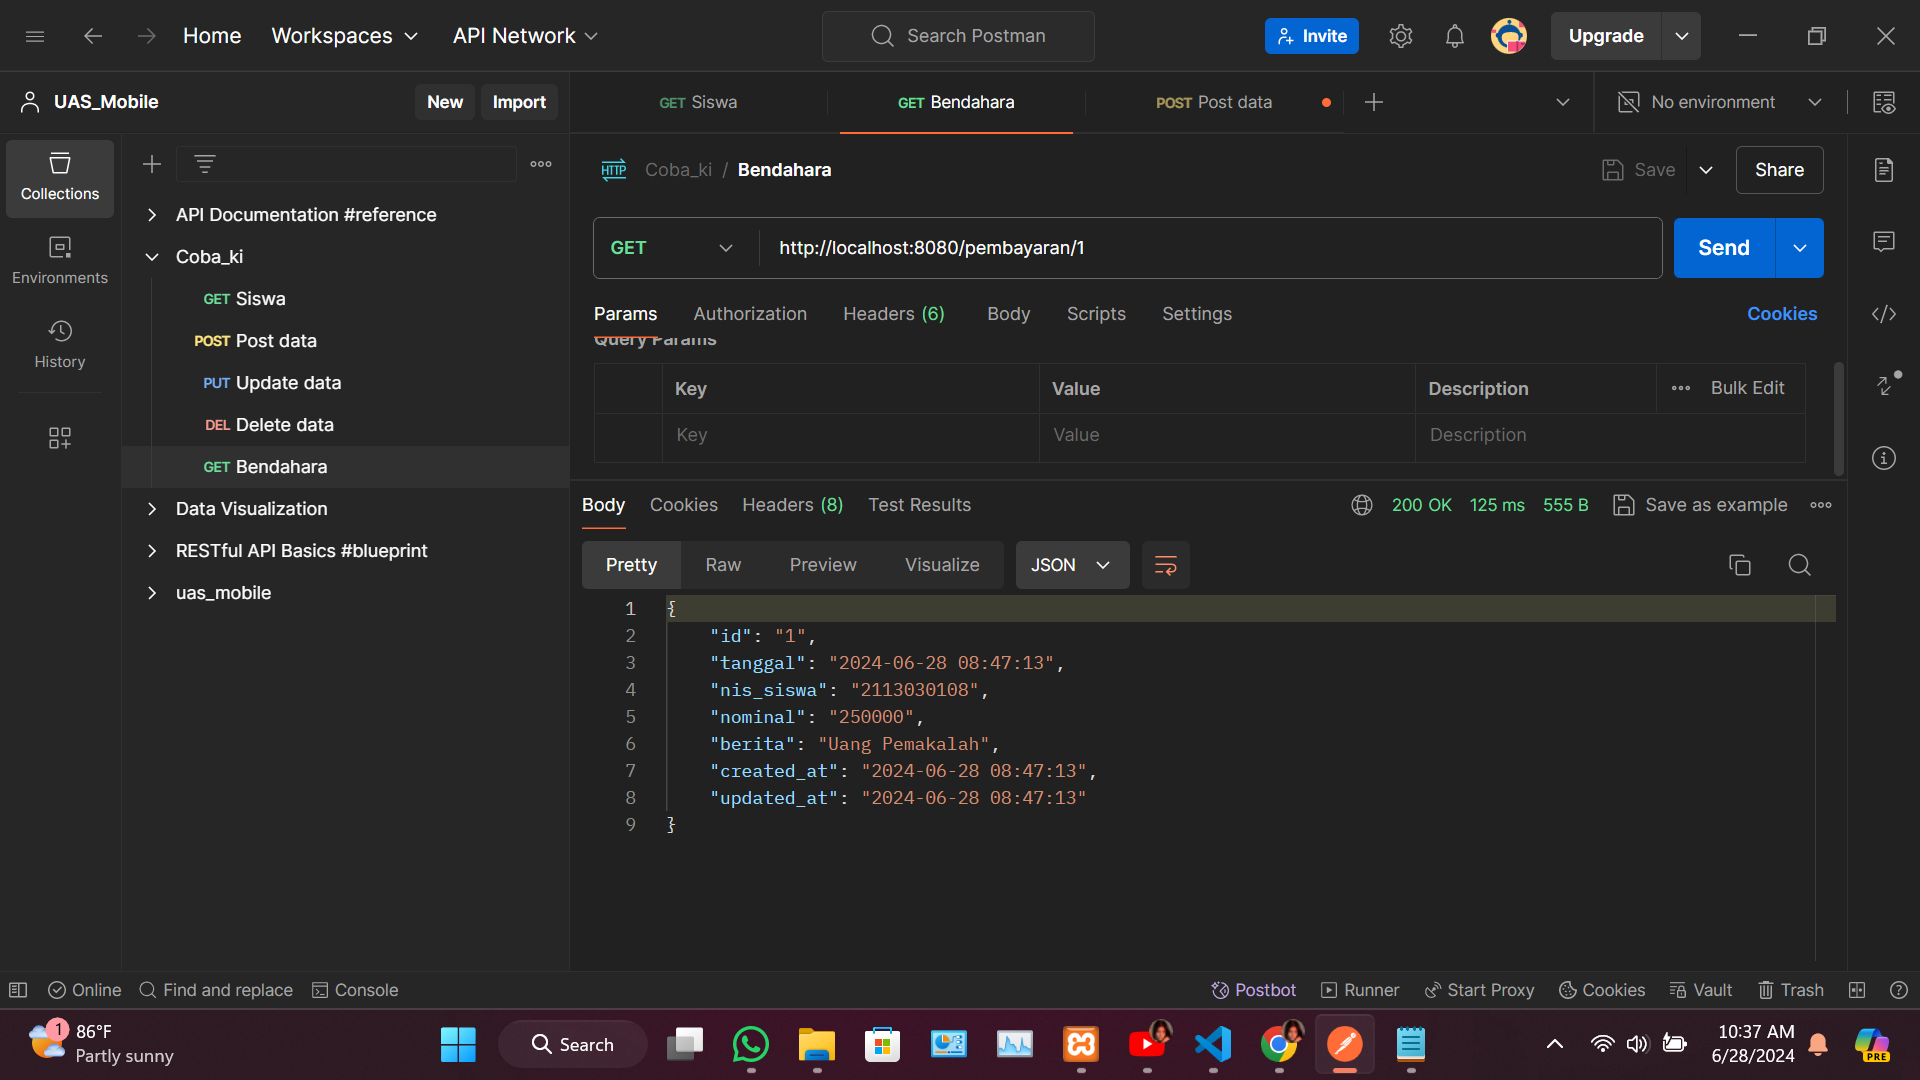 Home
Workspaces
API Network
Search Postman
Invite
Upgrade
UAS_Mobile
New
Import
GET Siswa
GET Bendahara
POST Post data
No environment
Collections
Environments
History
API Documentation #reference
Coba_ki
GET Siswa
POST Post data
PUT Update data
DEL Delete data
GET Bendahara
Data Visualization
RESTful API Basics #blueprint
uas_mobile
HTTP
Coba_ki / Bendahara
Save
Share
GET
http://localhost:8080/pembayaran/1
Send
Params
Authorization
Headers (6)
Body
Scripts
Settings
Cookies
Query Params
Key
Value
Description
Bulk Edit
Key
Value
Description
Body
Cookies
Headers (8)
Test Results
200 OK
125 ms
555 B
Save as example
Pretty
Raw
Preview
Visualize
JSON
1 {
2 "id": "1",
3 "tanggal": "2024-06-28 08:47:13",
4 "nis_siswa": "2113030108",
5 "nominal": "250000",
6 "berita": "Uang Pemakalah",
7 "created_at": "2024-06-28 08:47:13",
8 "updated_at": "2024-06-28 08:47:13"
9 }
Online
Find and replace
Console
Postbot
Runner
Start Proxy
Cookies
Vault
Trash
1
86°F
Partly sunny
Search
10:37 AM
6/28/2024
PRE